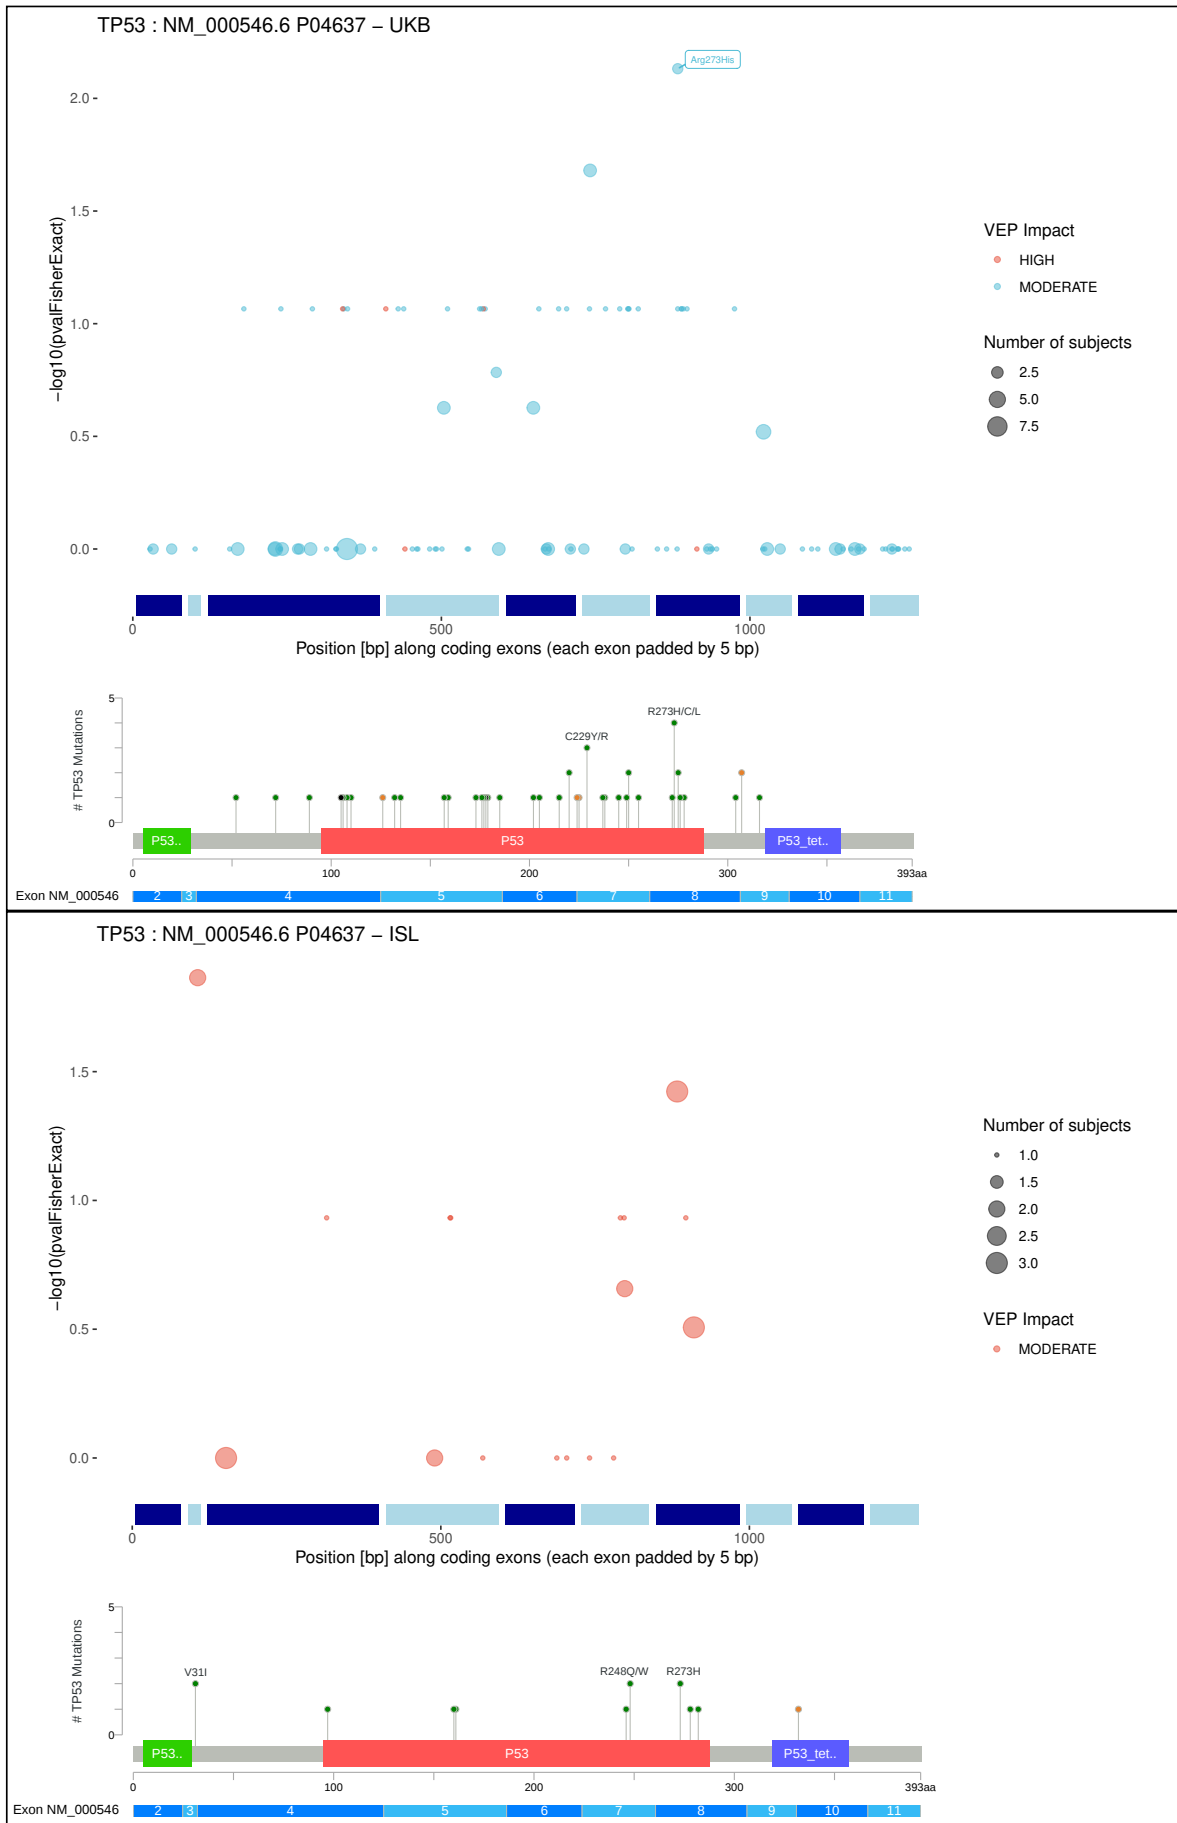 TP53 : NM_000546.6 P04637 – UKB
Arg273His
2.0
1.5
1.0
0.5
0.0
−log10(pvalFisherExact)
VEP Impact
HIGH
MODERATE
Number of subjects
2.5
5.0
7.5
0 500 1000
Position [bp] along coding exons (each exon padded by 5 bp)
# TP53 Mutations
5
0
R273H/C/L
C229Y/R
P53.. P53 P53_tet..
0 100 200 300 393aa
Exon NM_000546 2 3 4 5 6 7 8 9 10 11
TP53 : NM_000546.6 P04637 – ISL
1.5
1.0
0.5
0.0
−log10(pvalFisherExact)
Number of subjects
1.0
1.5
2.0
2.5
3.0
VEP Impact
MODERATE
0 500 1000
Position [bp] along coding exons (each exon padded by 5 bp)
# TP53 Mutations
5
0
V31I R248Q/W R273H
P53.. P53 P53_tet..
0 100 200 300 393aa
Exon NM_000546 2 3 4 5 6 7 8 9 10 11